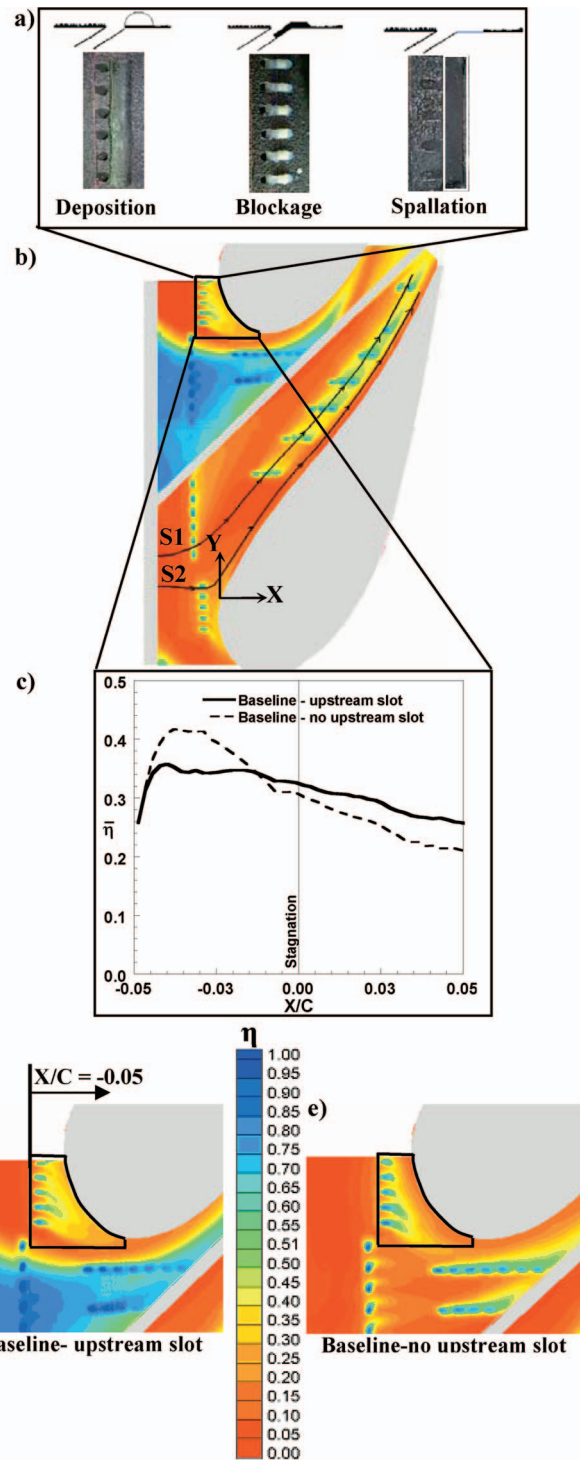 a)
Deposition Blockage Spallation
b)
S1
S2
Y
X
c)
0.5
Baseline - upstream slot
Baseline - no upstream slot
0.4
0.3
η̅
0.2
Stagnation
0.1
0.0
-0.05 -0.03 0.00 0.03 0.05
X/C
η
X/C = -0.05
e)
1.00
0.95
0.90
0.85
0.80
0.75
0.70
0.65
0.60
0.55
0.51
0.50
0.45
0.40
0.35
0.30
0.25
0.20
0.15
0.10
0.05
0.00
aseline- upstream slot
Baseline-no upstream slot